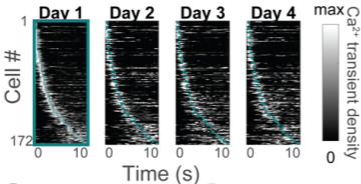 Day 1 Day 2 Day 3 Day 4
1
Cell #
172
0 10 0 10 0 10 0 10
Time (s)
max
Ca²⁺ transient density
0